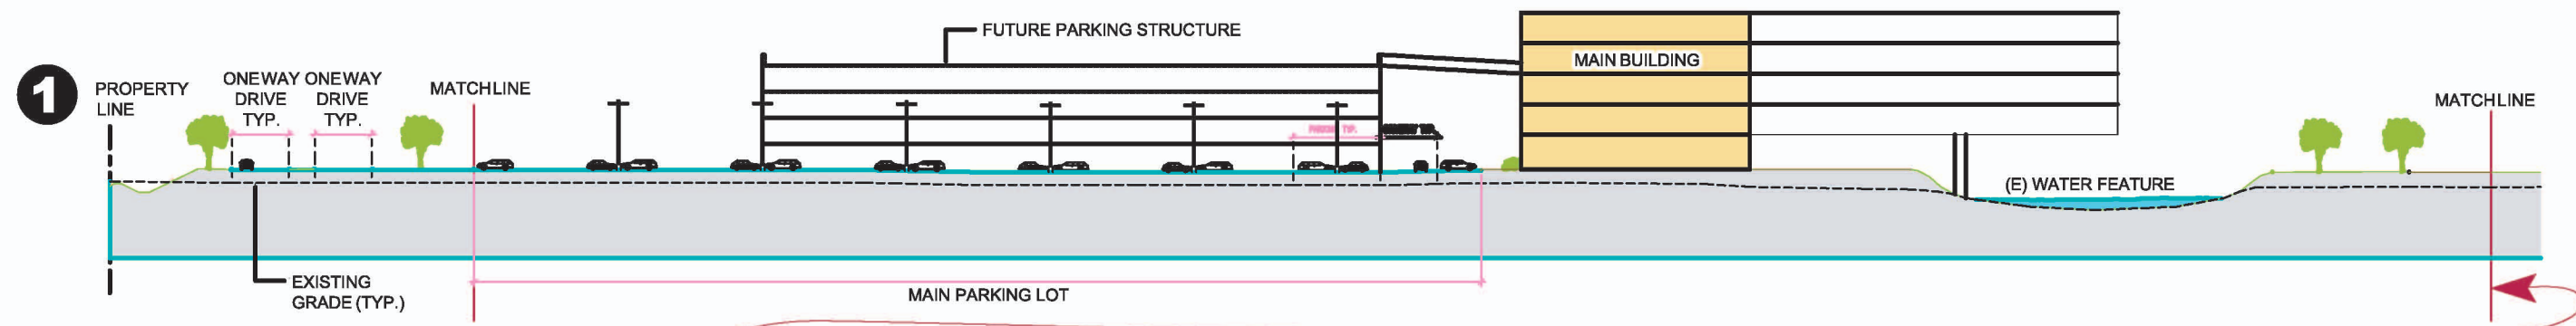 1
FUTURE PARKING STRUCTURE
MAIN BUILDING
PROPERTY
LINE
ONEWAY
DRIVE
TYP.
ONEWAY
DRIVE
TYP.
MATCHLINE
MATCHLINE
(E) WATER FEATURE
EXISTING
GRADE (TYP.)
MAIN PARKING LOT